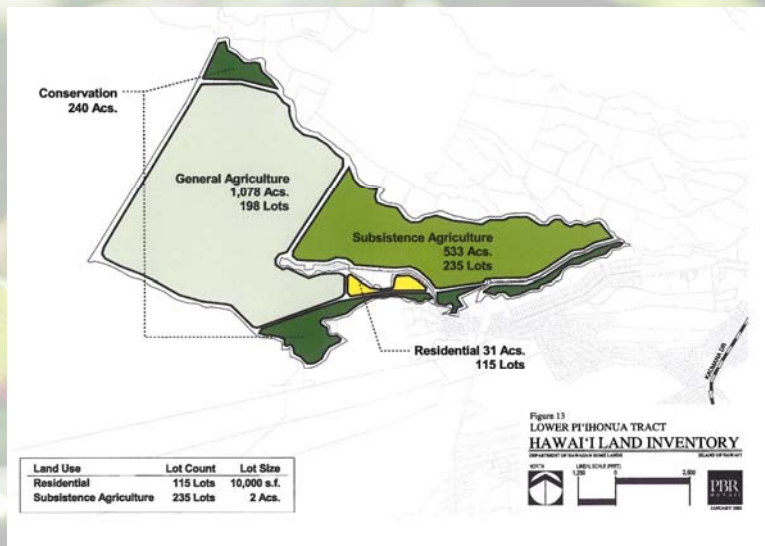 Conservation
240 Acs.
General Agriculture
1,078 Acs.
198 Lots
Subsistence Agriculture
533 Acs.
235 Lots
Residential 31 Acs.
115 Lots
KAUMANA DR
Figure 13
LOWER PI'IHONUA TRACT
HAWAI'I LAND INVENTORY
DEPARTMENT OF HAWAIIAN HOME LANDS ISLAND OF HAWAI'I
NORTH
LINEAL SCALE (FEET)
1,250 0 2,500
PBR
HAWAII
Land Use Lot Count Lot Size
Residential 115 Lots 10,000 s.f.
Subsistence Agriculture 235 Lots 2 Acs.